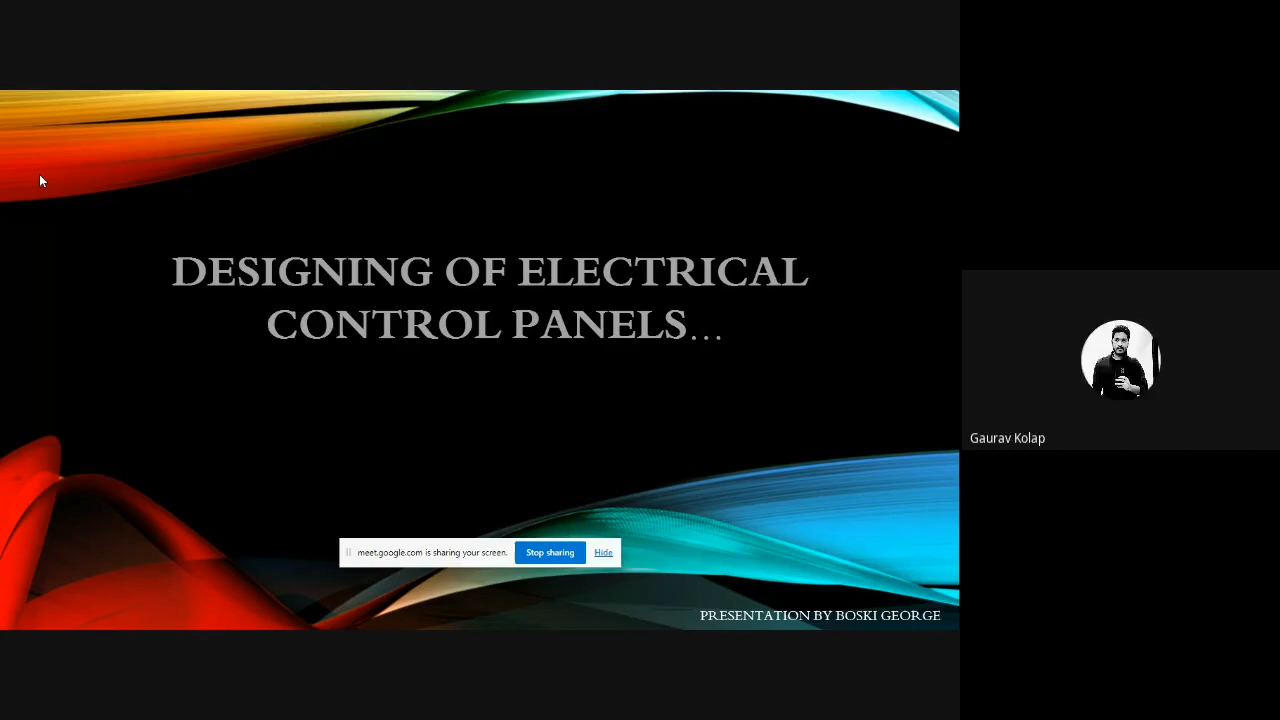 DESIGNING OF ELECTRICAL
CONTROL PANELS...
meet.google.com is sharing your screen. Stop sharing Hide
PRESENTATION BY BOSKI GEORGE
Gaurav Kolap